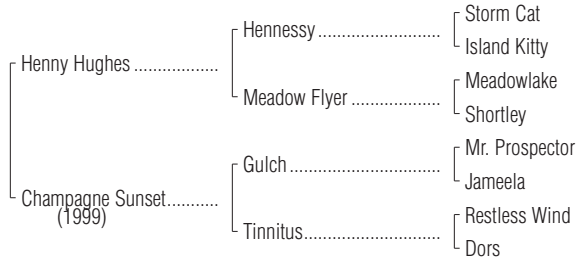 Storm Cat
Hennessy....................................
Island Kitty
Henny Hughes .................
Meadowlake
Meadow Flyer ..................
Shortley
Mr. Prospector
Gulch...............................
Jameela
Champagne Sunset..........
(1999)
Restless Wind
Tinnitus............................
Dors